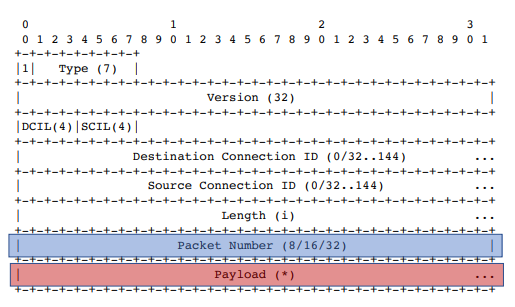 0                   1                   2                   3
0 1 2 3 4 5 6 7 8 9 0 1 2 3 4 5 6 7 8 9 0 1 2 3 4 5 6 7 8 9 0 1
+-+-+-+-+-+-+-+-+
|1|   Type (7)  |
+-+-+-+-+-+-+-+-+-+-+-+-+-+-+-+-+-+-+-+-+-+-+-+-+-+-+-+-+-+-+-+-+
|                         Version (32)                          |
+-+-+-+-+-+-+-+-+-+-+-+-+-+-+-+-+-+-+-+-+-+-+-+-+-+-+-+-+-+-+-+-+
|DCIL(4)|SCIL(4)|
+-+-+-+-+-+-+-+-+-+-+-+-+-+-+-+-+-+-+-+-+-+-+-+-+-+-+-+-+-+-+-+-+
|               Destination Connection ID (0/32..144)         ...
+-+-+-+-+-+-+-+-+-+-+-+-+-+-+-+-+-+-+-+-+-+-+-+-+-+-+-+-+-+-+-+-+
|                 Source Connection ID (0/32..144)            ...
+-+-+-+-+-+-+-+-+-+-+-+-+-+-+-+-+-+-+-+-+-+-+-+-+-+-+-+-+-+-+-+-+
|                           Length (i)                        ...
+-+-+-+-+-+-+-+-+-+-+-+-+-+-+-+-+-+-+-+-+-+-+-+-+-+-+-+-+-+-+-+-+
|                     Packet Number (8/16/32)                   |
+-+-+-+-+-+-+-+-+-+-+-+-+-+-+-+-+-+-+-+-+-+-+-+-+-+-+-+-+-+-+-+-+
|                          Payload (*)                        ...
+-+-+-+-+-+-+-+-+-+-+-+-+-+-+-+-+-+-+-+-+-+-+-+-+-+-+-+-+-+-+-+-+